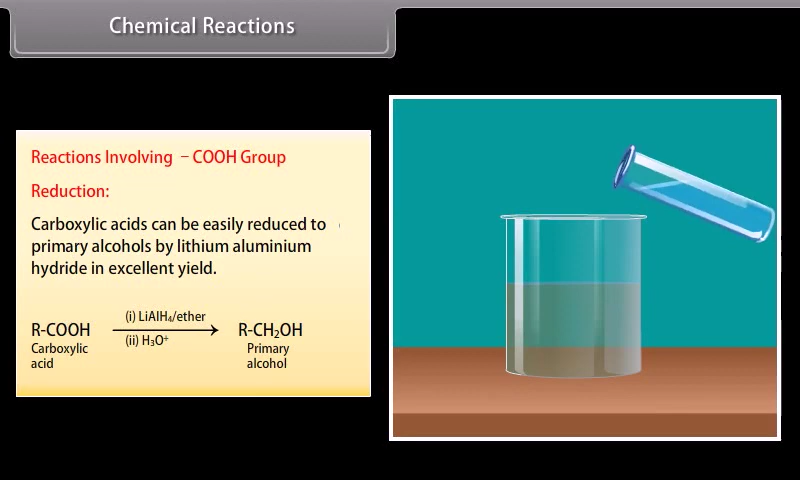 Chemical Reactions
Reactions Involving – COOH Group
Reduction:
Carboxylic acids can be easily reduced to
primary alcohols by lithium aluminium
hydride in excellent yield.
(i) LiAlH₄/ether
R-COOH R-CH₂OH
(ii) H₃O⁺
Carboxylic Primary
acid alcohol